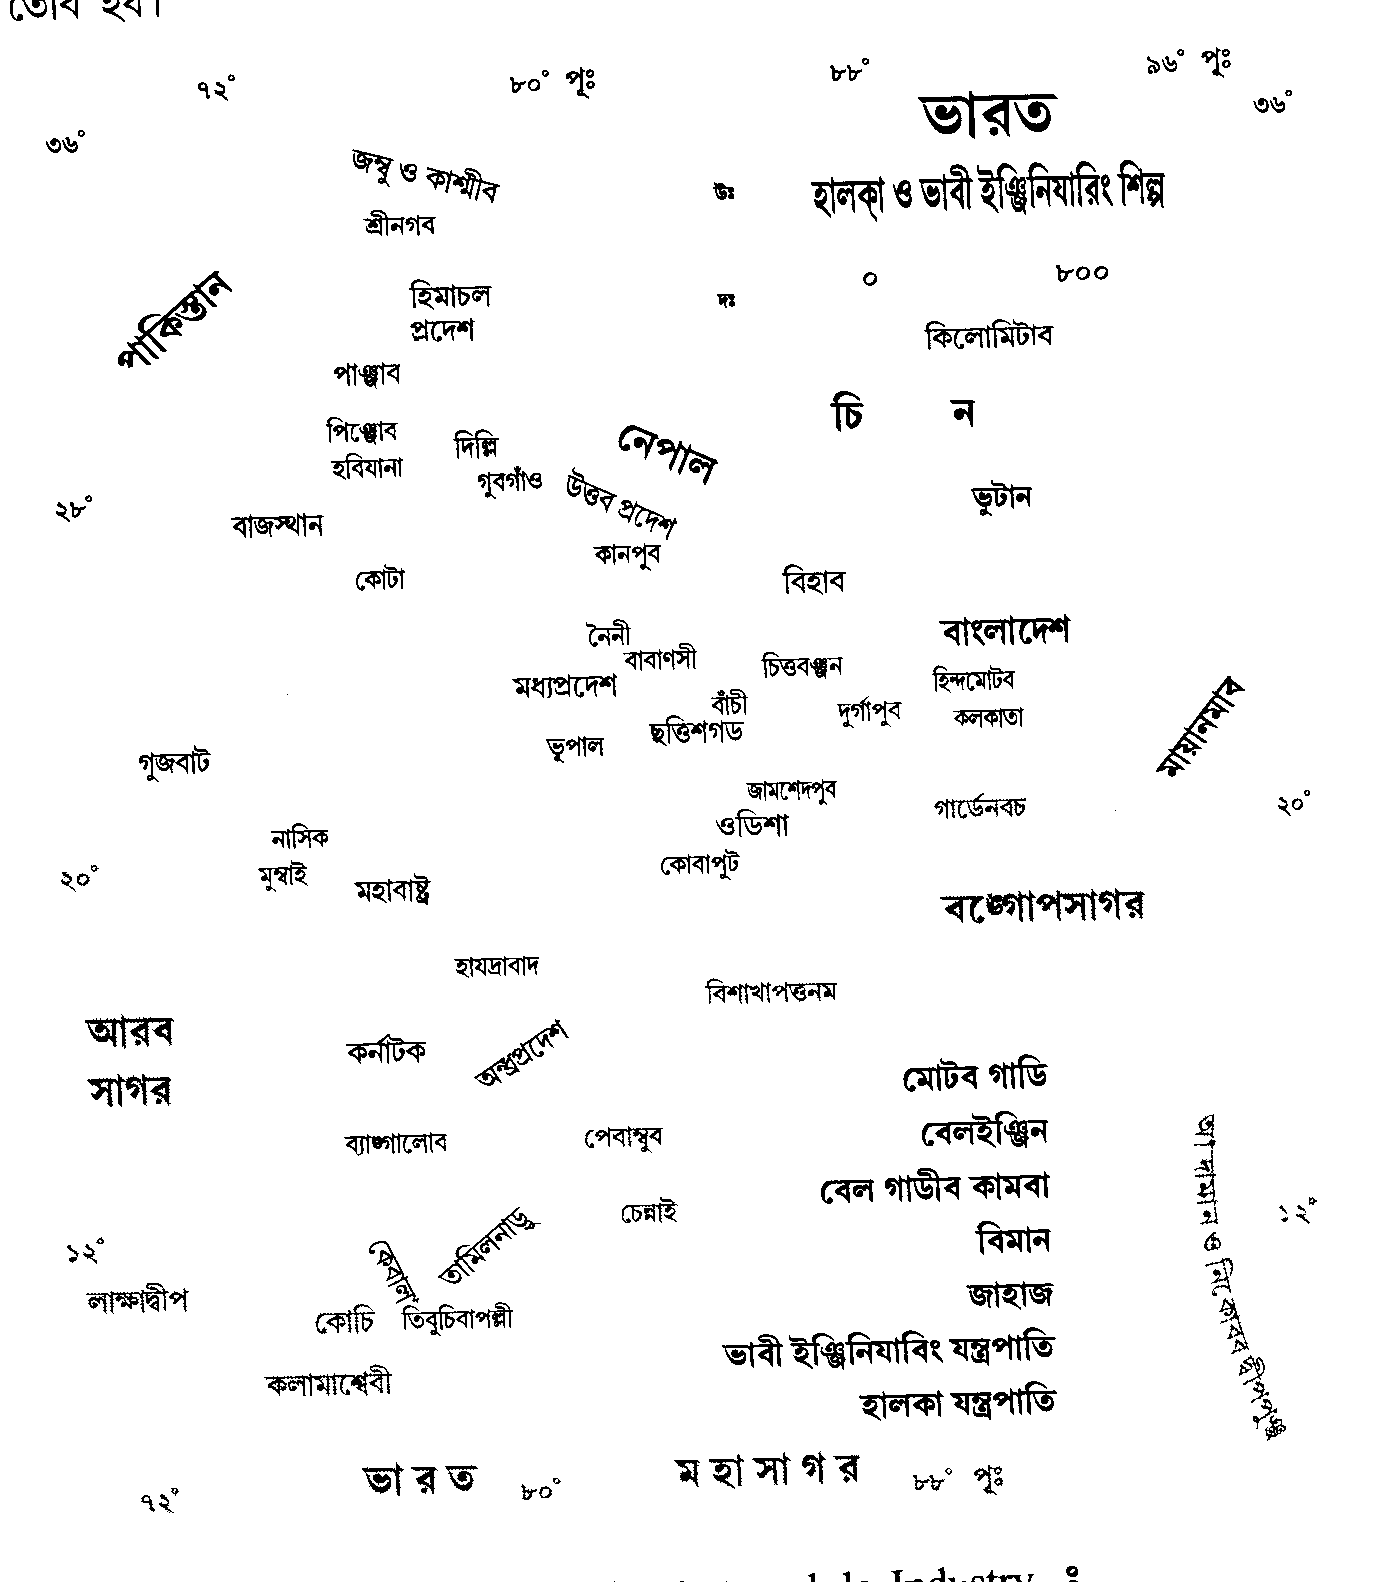 তৈবি হব।
৭২° ৮০° পূঃ ৮৮° ৯৬° পূঃ
৩৬° ভারত ৩৬°
জম্বু ও কাশ্মীব
উঃ হালকা ও ভাবী ইঞ্জিনিযারিং শিল্প
শ্রীনগব
০ ৮০০
পাকিস্তান
হিমাচল
দঃ
প্রদেশ
কিলোমিটাব
পাঞ্জাব
চি ন
পিঞ্জোব দিল্লি নেপাল
হবিযানা গুবগাঁও উত্তব প্রদেশ
২৮° ভুটান
বাজস্থান
কানপুব
কোটা বিহাব
নৈনী বাংলাদেশ
বাবাণসী চিত্তবঞ্জন হিন্দমোটব
মধ্যপ্রদেশ
বাঁচী দুর্গাপুব কলকাতা
ভূপাল ছত্তিশগড
মায়ানমাব
গুজবাট
জামশেদপুব গার্ডেনবচ ২০°
নাসিক ওডিশা
২০° মুম্বাই মহাবাষ্ট্র কোবাপুট
বঙ্গোপসাগর
হাযদ্রাবাদ
বিশাখাপত্তনম
আরব
কর্নাটক অন্ধ্রপ্রদেশ
সাগর
মোটব গাডি
ব্যাঙ্গালোব পেবাম্বুব বেলইঞ্জিন
বেল গাডীব কামবা
চেন্নাই
১২° ১২°
তামিলনাডু বিমান
কেবালা
লাক্ষাদ্বীপ জাহাজ
কোচি তিবুচিবাপল্লী
ভাবী ইঞ্জিনিযাবিং যন্ত্রপাতি
কলামাশ্বেবী
হালকা যন্ত্রপাতি
আন্দামান ও নিকোবব দ্বীপপুঞ্জ
ভা র ত ম হা সা গ র
৭২° ৮০° ৮৮° পূঃ
Industry